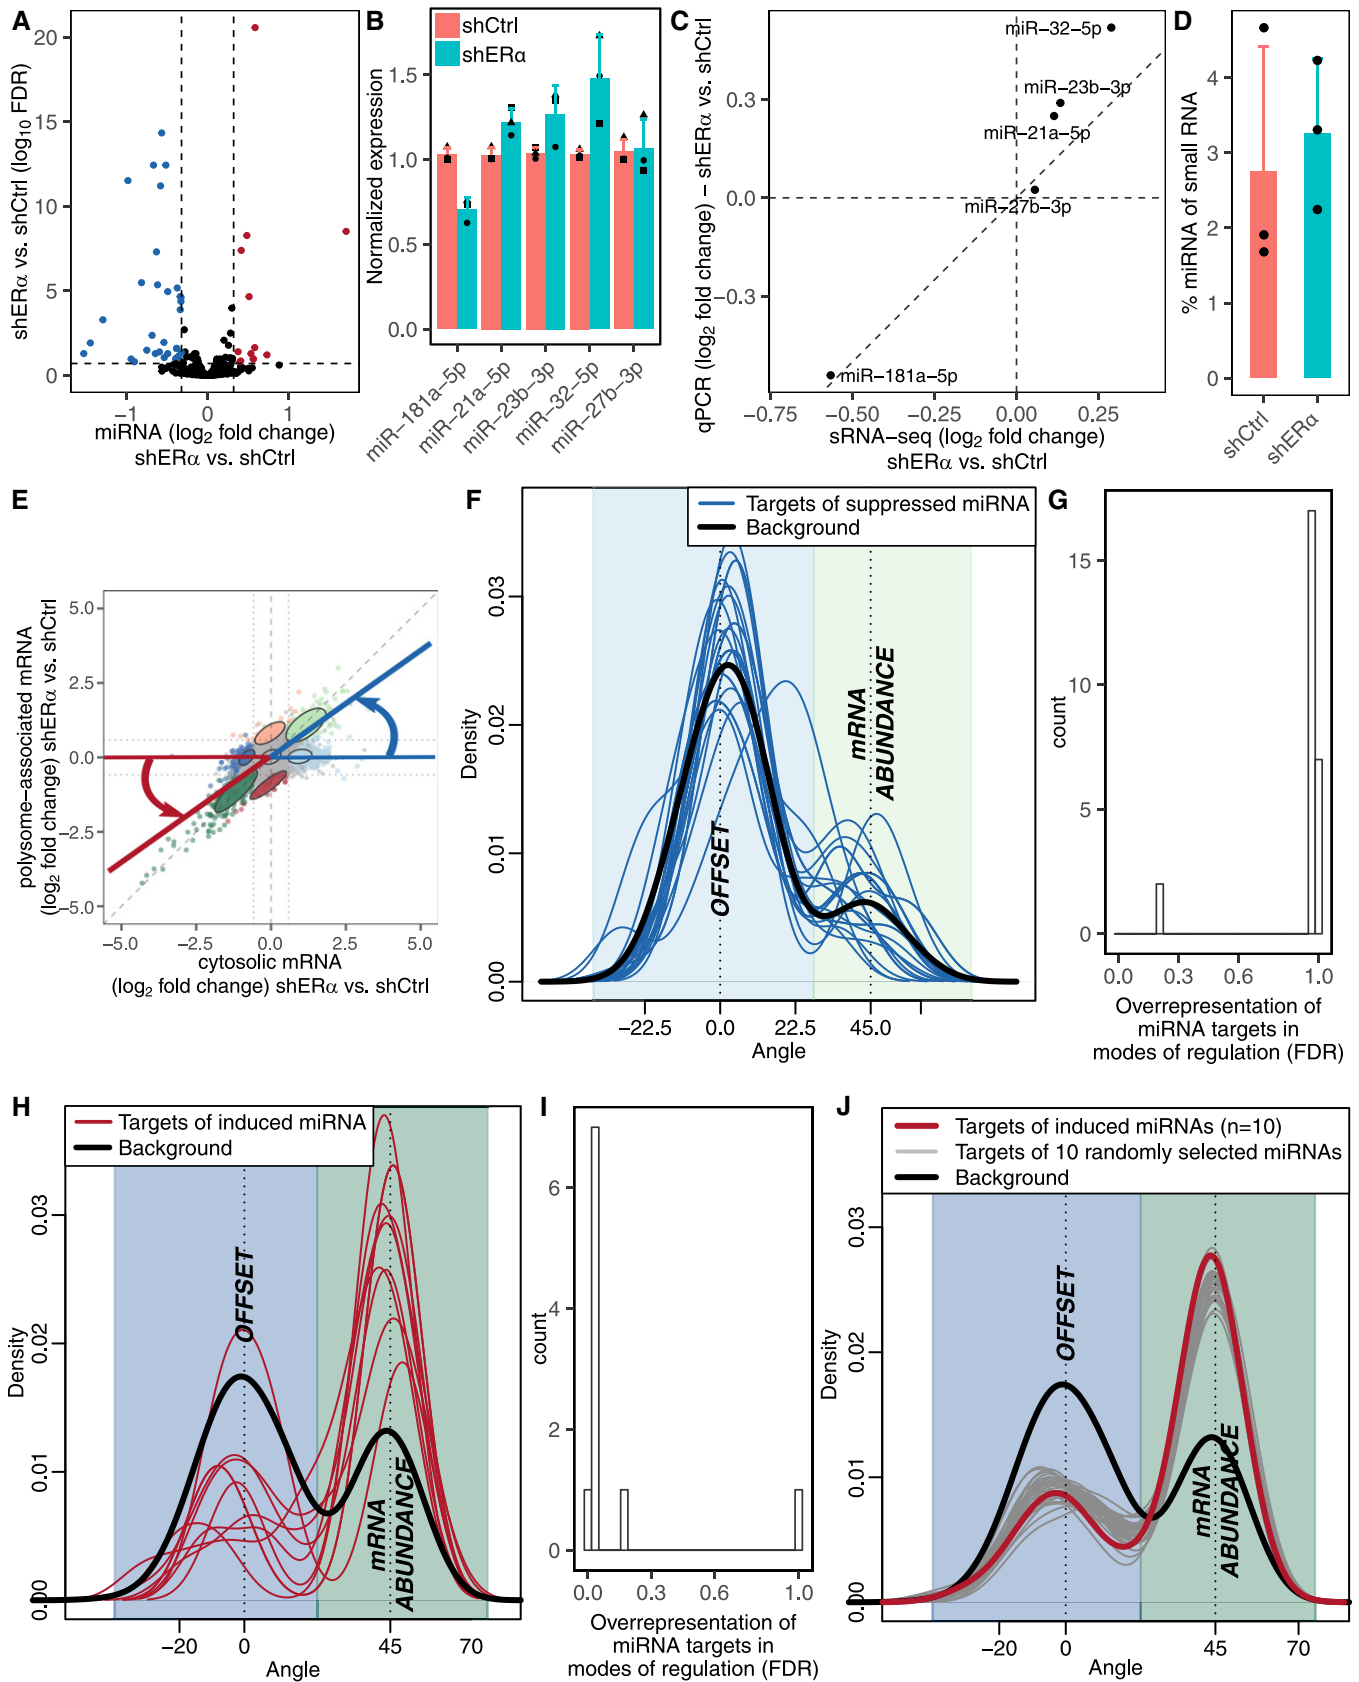 A
shERα vs. shCtrl (log10 FDR)
20
15
10
5
0
−1
0
1
miRNA (log2 fold change)
shERα vs. shCtrl
B
shCtrl
shERα
Normalized expression
1.5
1.0
0.5
0.0
miR−181a−5p
miR−21a−5p
miR−23b−3p
miR−32−5p
miR−27b−3p
C
qPCR (log2 fold change) − shERα vs. shCtrl
0.3
0.0
−0.3
miR−32−5p
miR−23b−3p
miR−21a−5p
miR−27b−3p
miR−181a−5p
−0.75
−0.50
−0.25
0.00
0.25
sRNA−seq (log2 fold change)
shERα vs. shCtrl
D
% miRNA of small RNA
4
3
2
1
0
shCtrl
shERα
E
polysome−associated mRNA
(log2 fold change) shERα vs. shCtrl
5.0
2.5
0.0
−2.5
−5.0
−5.0
−2.5
0.0
2.5
5.0
cytosolic mRNA
(log2 fold change) shERα vs. shCtrl
F
Targets of suppressed miRNA
Background
Density
0.03
0.02
0.01
0.00
OFFSET
mRNA
ABUNDANCE
−22.5
0.0
22.5
45.0
Angle
G
count
15
10
5
0
0.0
0.3
0.6
1.0
Overrepresentation of
miRNA targets in
modes of regulation (FDR)
H
Targets of induced miRNA
Background
Density
0.03
0.02
0.01
0.00
OFFSET
mRNA
ABUNDANCE
−20
0
45
70
Angle
I
count
6
4
2
0
0.0
0.3
0.6
1.0
Overrepresentation of
miRNA targets in
modes of regulation (FDR)
J
Targets of induced miRNAs (n=10)
Targets of 10 randomly selected miRNAs
Background
Density
0.03
0.02
0.01
0.00
OFFSET
mRNA
ABUNDANCE
−20
0
45
70
Angle